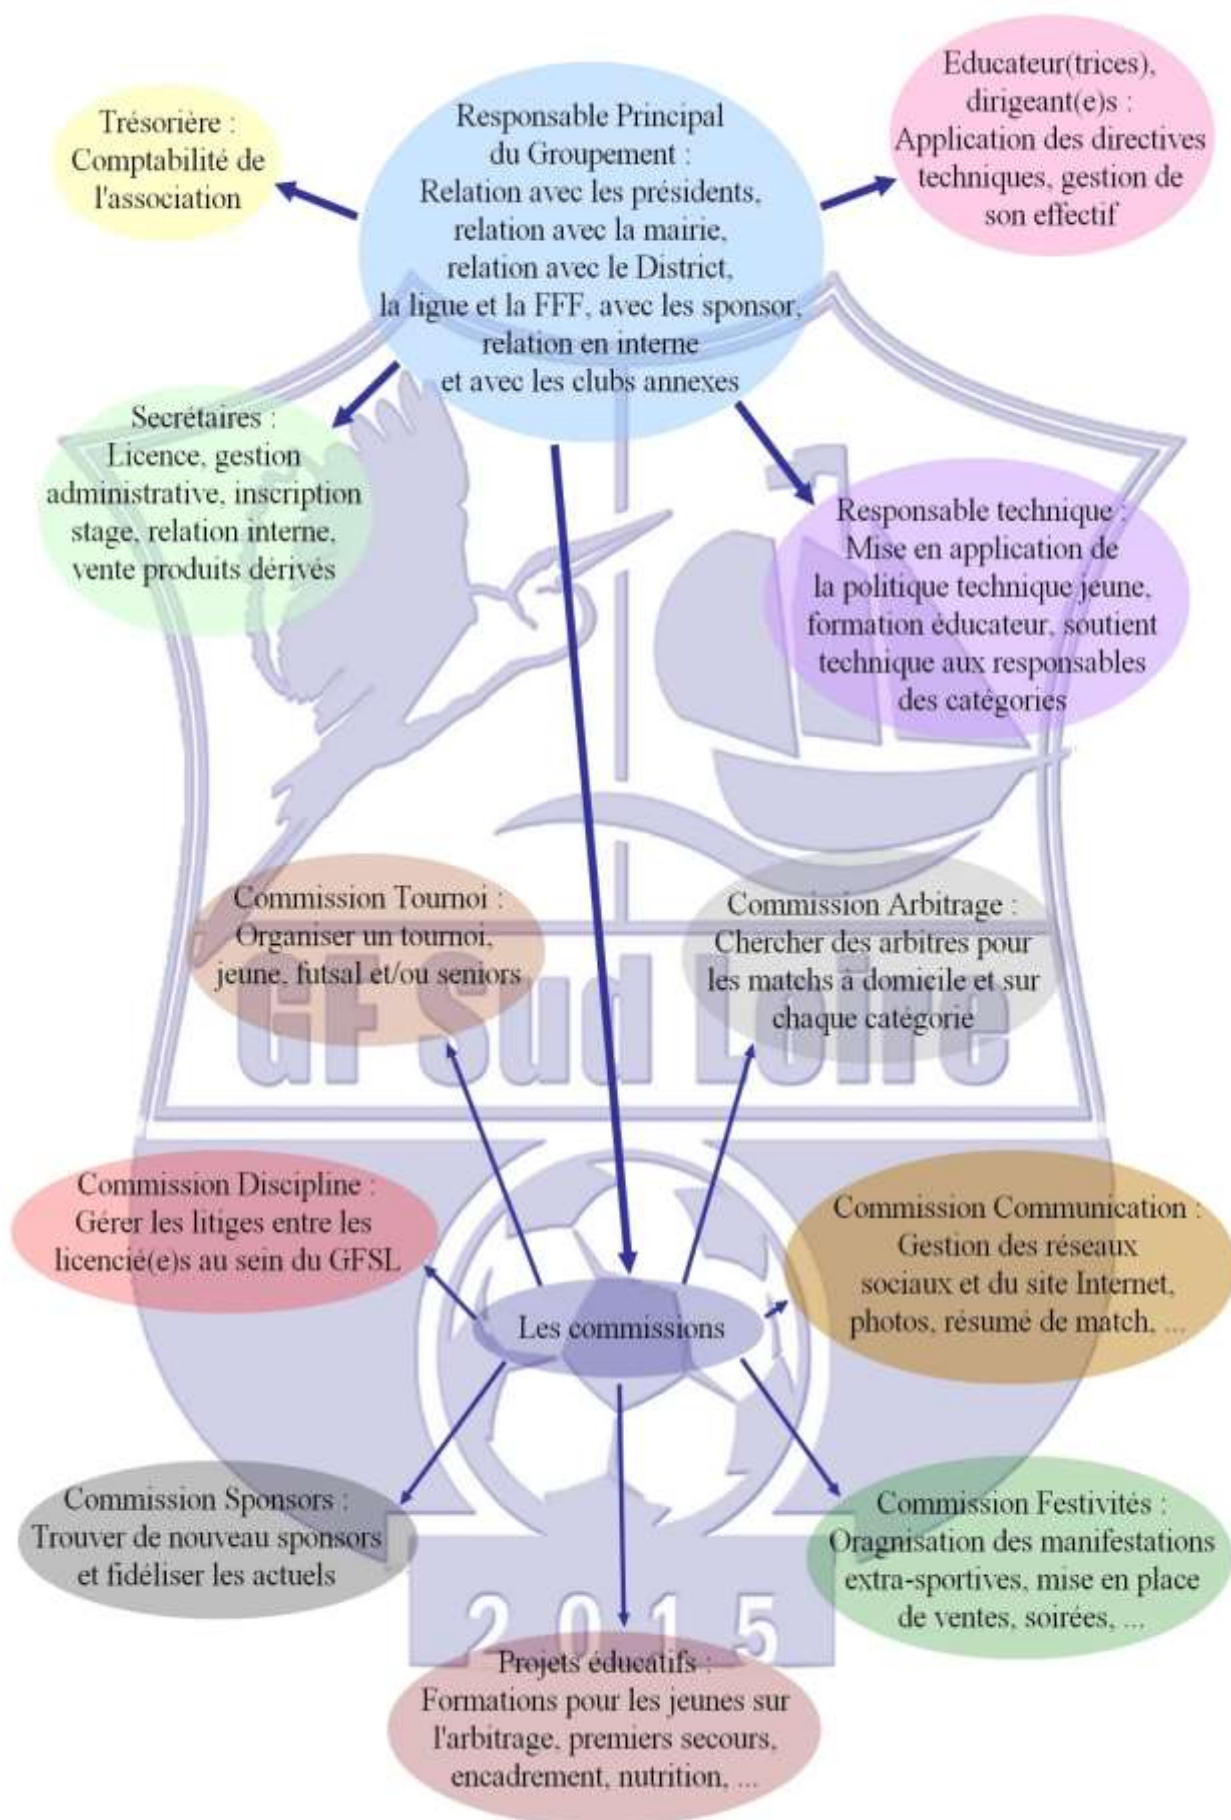 Trésorière :
Comptabilité de
l'association
Responsable Principal
du Groupement :
Relation avec les présidents,
relation avec la mairie,
relation avec le District,
la ligue et la FFF, avec les sponsor,
relation en interne
et avec les clubs annexes
Educateur(trices),
dirigeant(e)s :
Application des directives
techniques, gestion de
son effectif
Secrétaires :
Licence, gestion
administrative, inscription
stage, relation interne,
vente produits dérivés
Responsable technique :
Mise en application de
la politique technique jeune,
formation éducateur, soutient
technique aux responsables
des catégories
Commission Tournoi :
Organiser un tournoi,
jeune, futsal et/ou seniors
Commission Arbitrage :
Chercher des arbitres pour
les matchs à domicile et sur
chaque catégorie
GF Sud Loire
Commission Discipline :
Gérer les litiges entre les
licencié(e)s au sein du GFSL
Commission Communication :
Gestion des réseaux
sociaux et du site Internet,
photos, résumé de match, ...
Les commissions
Commission Sponsors :
Trouver de nouveau sponsors
et fidéliser les actuels
Commission Festivités :
Oragnisation des manifestations
extra-sportives, mise en place
de ventes, soirées, ...
2015
Projets éducatifs :
Formations pour les jeunes sur
l'arbitrage, premiers secours,
encadrement, nutrition, ...